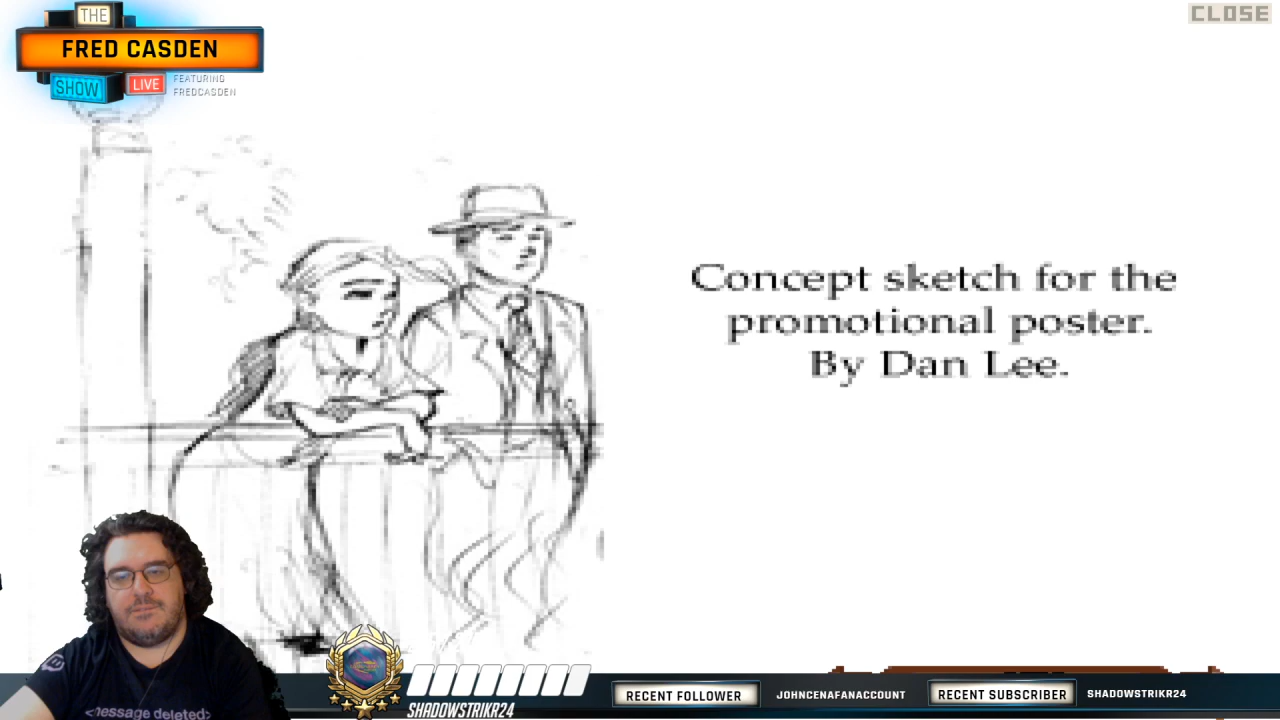 THE
FRED CASDEN
SHOW
LIVE
FEATURING
FREDCASDEN
CLOSE
Concept sketch for the
promotional poster.
By Dan Lee.
<message deleted>
SHADOWSTRIKR24
RECENT FOLLOWER
JOHNCENAFANACCOUNT
RECENT SUBSCRIBER
SHADOWSTRIKR24